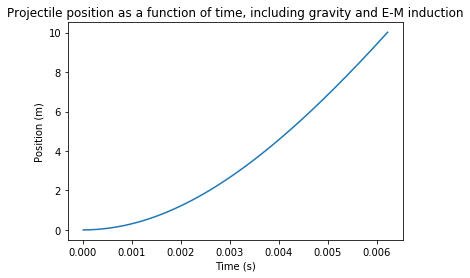 Projectile position as a function of time, including gravity and E-M induction
10
8
6
4
2
0
Position (m)
0.000 0.001 0.002 0.003 0.004 0.005 0.006
Time (s)